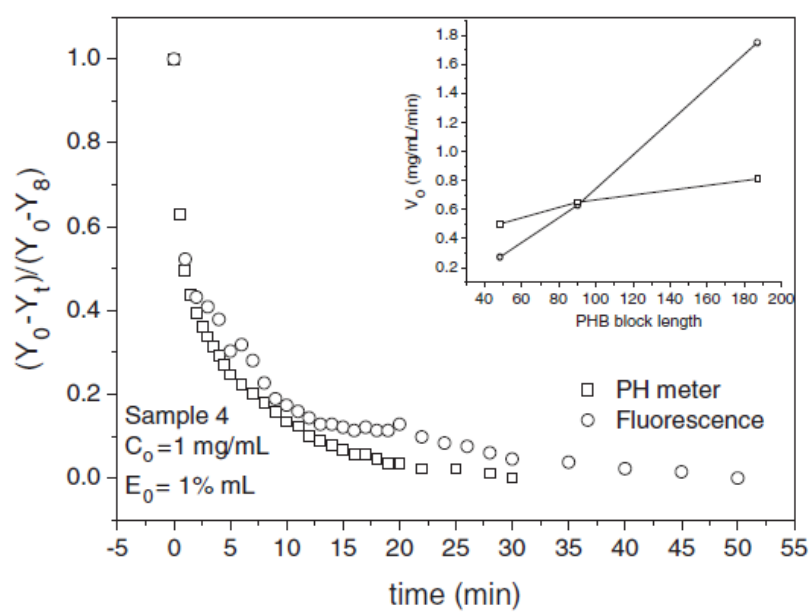 1.0
0.8
0.6
0.4
0.2
0.0
(Y0-Yt)/(Y0-Y8)
-5 0 5 10 15 20 25 30 35 40 45 50 55
time (min)
Sample 4
Co=1 mg/mL
E0= 1% mL
PH meter
Fluorescence
1.8
1.6
1.4
1.2
1.0
0.8
0.6
0.4
0.2
Vo (mg/mL/min)
40 60 80 100 120 140 160 180 200
PHB block length